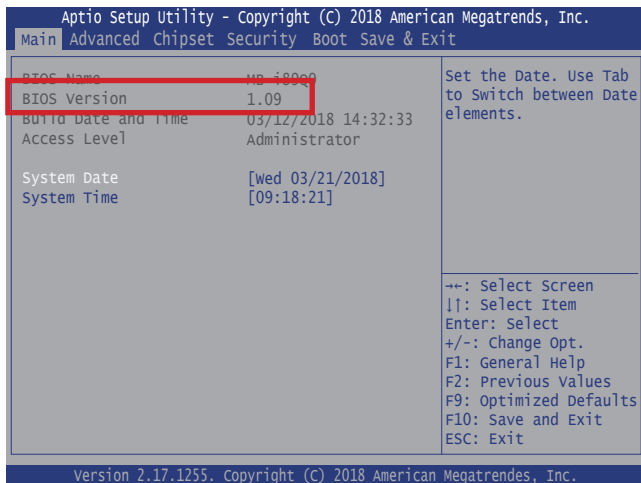 Aptio Setup Utility - Copyright (C) 2018 American Megatrends, Inc.
Main Advanced Chipset Security Boot Save & Exit
BIOS Name MB-i89Q0
BIOS Version 1.09
Build Date and Time 03/12/2018 14:32:33
Access Level Administrator
System Date [Wed 03/21/2018]
System Time [09:18:21]
Set the Date. Use Tab
to Switch between Date
elements.
→←: Select Screen
↓↑: Select Item
Enter: Select
+/-: Change Opt.
F1: General Help
F2: Previous Values
F9: Optimized Defaults
F10: Save and Exit
ESC: Exit
Version 2.17.1255. Copyright (C) 2018 American Megatrendes, Inc.